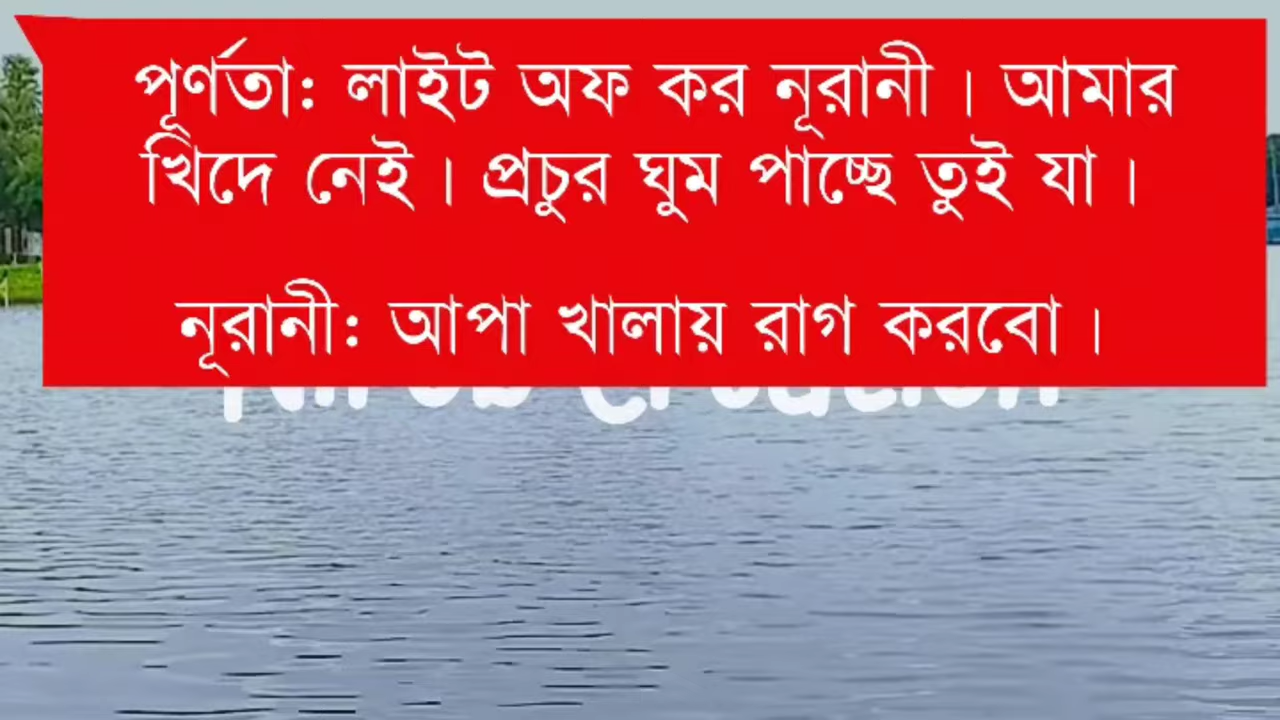 পূর্ণতা: লাইট অফ কর নূরানী। আমার
খিদে নেই। প্রচুর ঘুম পাচ্ছে তুই যা।
নূরানী: আপা খালায় রাগ করবো।